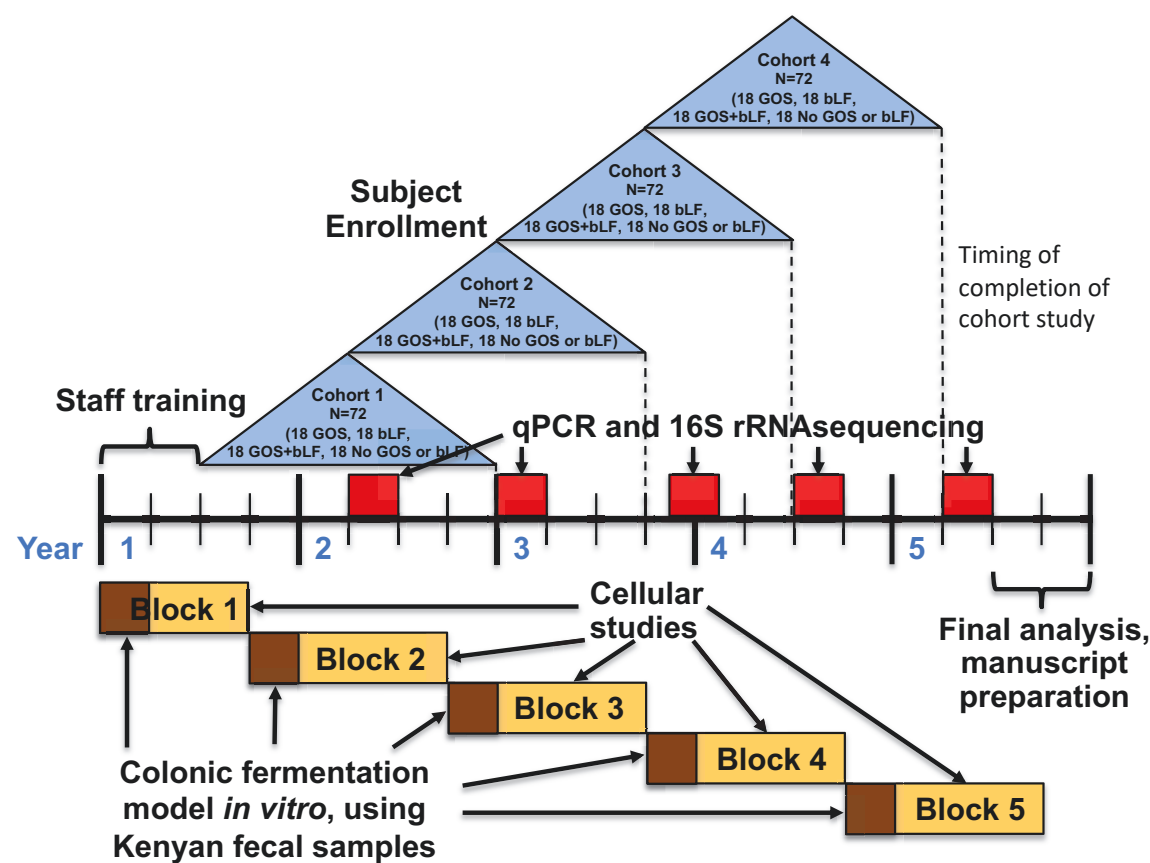 Cohort 4
N=72
(18 GOS, 18 bLF,
18 GOS+bLF, 18 No GOS or bLF)
Cohort 3
N=72
(18 GOS, 18 bLF,
18 GOS+bLF, 18 No GOS or bLF)
Subject
Enrollment
Cohort 2
N=72
(18 GOS, 18 bLF,
18 GOS+bLF, 18 No GOS or bLF)
Timing of
completion of
cohort study
Cohort 1
N=72
(18 GOS, 18 bLF,
18 GOS+bLF, 18 No GOS or bLF)
Staff training
qPCR and 16S rRNAsequencing
Year 1 2 3 4 5
Block 1
Block 2
Block 3
Block 4
Block 5
Cellular
studies
Final analysis,
manuscript
preparation
Colonic fermentation
model in vitro, using
Kenyan fecal samples